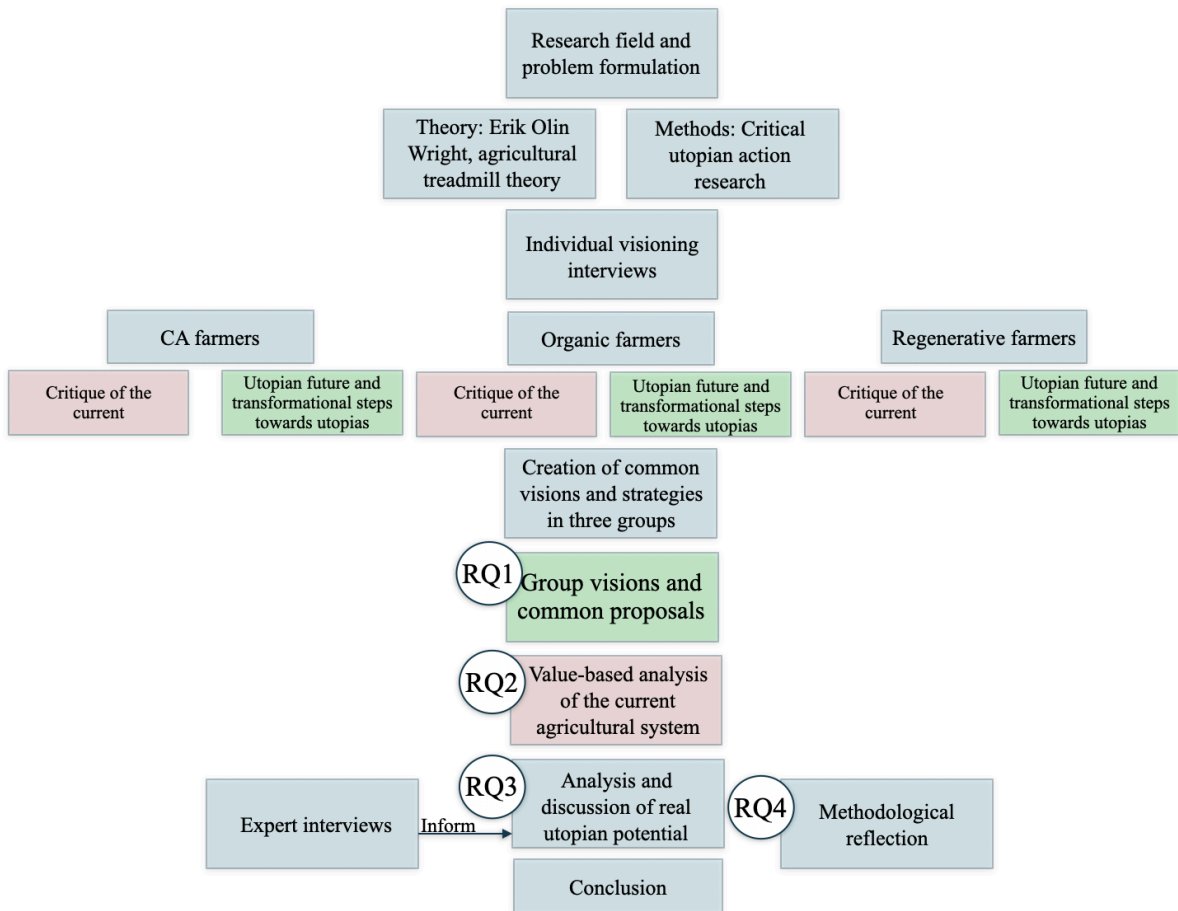 Research field and
problem formulation
Theory: Erik Olin
Wright, agricultural
treadmill theory
Methods: Critical
utopian action
research
Individual visioning
interviews
CA farmers
Organic farmers
Regenerative farmers
Critique of the
current
Utopian future and
transformational steps
towards utopias
Critique of the
current
Utopian future and
transformational steps
towards utopias
Critique of the
current
Utopian future and
transformational steps
towards utopias
Creation of common
visions and strategies
in three groups
RQ1
Group visions and
common proposals
RQ2
Value-based analysis
of the current
agricultural system
Expert interviews
Inform
RQ3
Analysis and
discussion of real
utopian potential
RQ4
Methodological
reflection
Conclusion